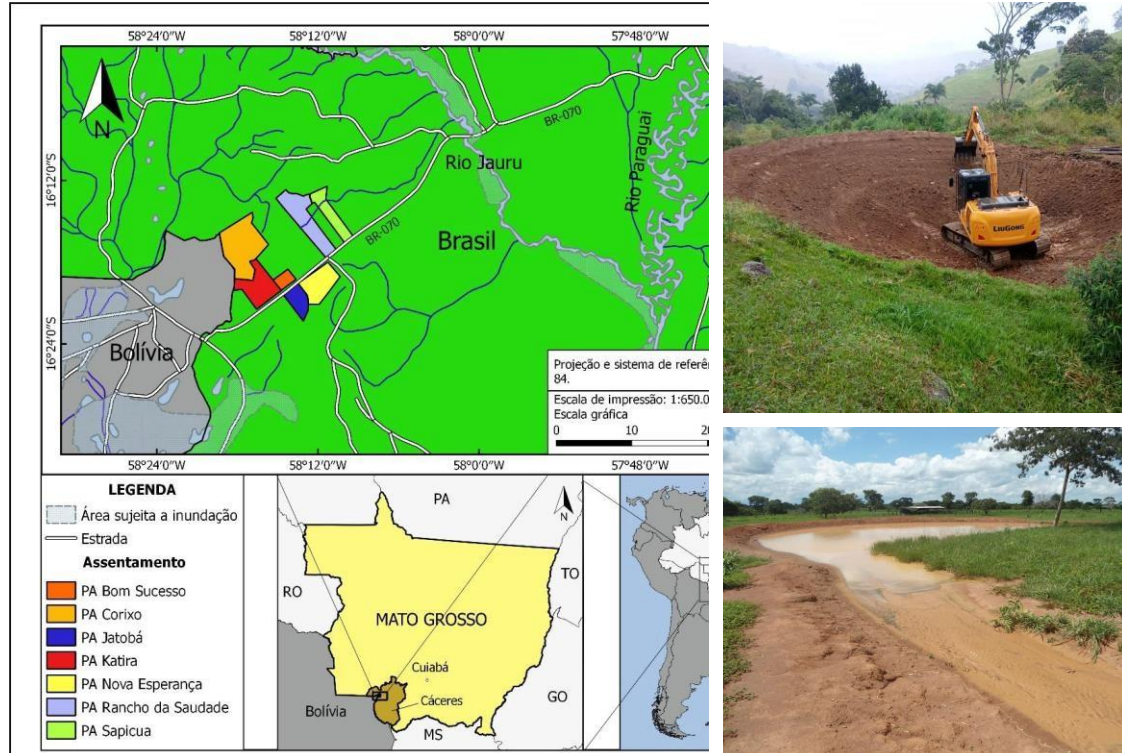 58°24'0"W 58°12'0"W 58°0'0"W 57°48'0"W
N
16°12'0"S
16°24'0"S
BR-070
Rio Jauru
Rio Paraguai
BR-070
Brasil
Bolívia
Projeção e sistema de referên
84.
Escala de impressão: 1:650.0
Escala gráfica
0 10 20
58°24'0"W 58°12'0"W 58°0'0"W 57°48'0"W
LEGENDA
Área sujeita a inundação
Estrada
Assentamento
PA Bom Sucesso
PA Corixo
PA Jatobá
PA Katira
PA Nova Esperança
PA Rancho da Saudade
PA Sapicua
PA
N
RO
TO
MATO GROSSO
Cuiabá
Cáceres
GO
Bolívia
MS
LIUGONG